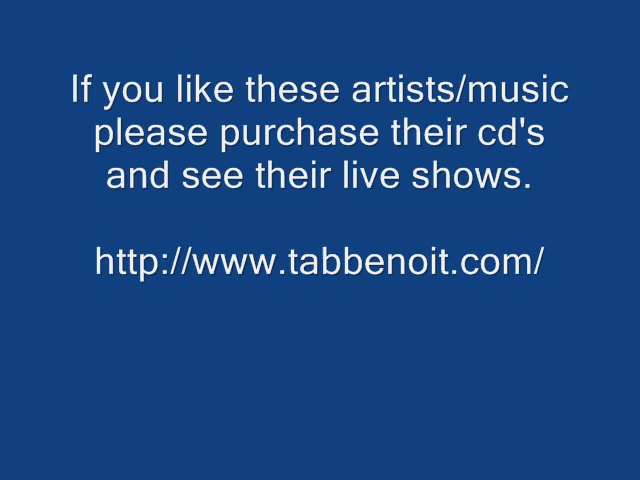 If you like these artists/music
please purchase their cd's
and see their live shows.
http://www.tabbenoit.com/